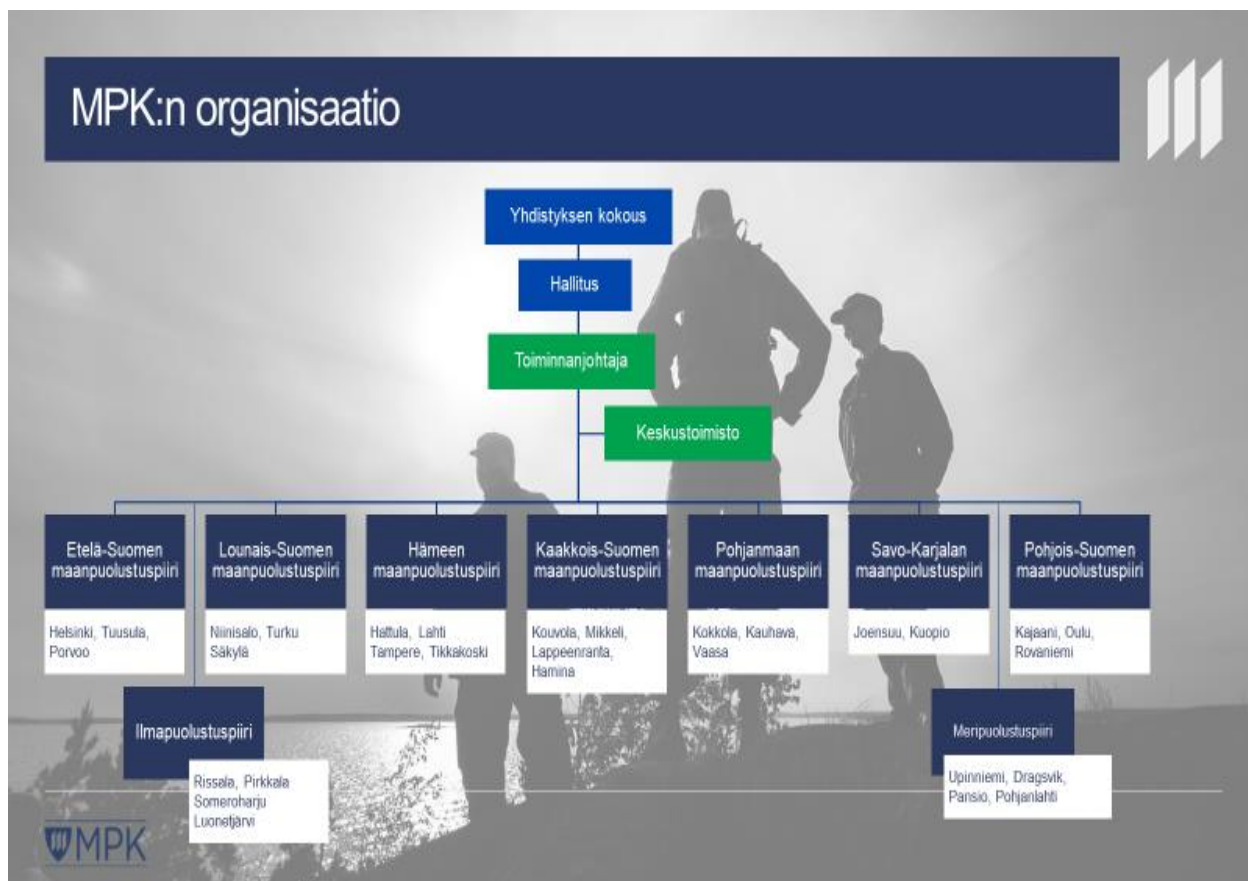 MPK:n organisaatio
Yhdistyksen kokous
Hallitus
Toiminnanjohtaja
Keskustoimisto
Etelä-Suomen
maanpuolustuspiiri
Helsinki, Tuusula,
Porvoo
Lounais-Suomen
maanpuolustuspiiri
Niinisalo, Turku
Säkylä
Hämeen
maanpuolustuspiiri
Hattula, Lahti
Tampere, Tikkakoski
Kaakkois-Suomen
maanpuolustuspiiri
Kouvola, Mikkeli,
Lappeenranta,
Hamina
Pohjanmaan
maanpuolustuspiiri
Kokkola, Kauhava,
Vaasa
Savo-Karjalan
maanpuolustuspiiri
Joensuu, Kuopio
Pohjois-Suomen
maanpuolustuspiiri
Kajaani, Oulu,
Rovaniemi
Ilmapuolustuspiiri
Rissala, Pirkkala
Someroharju
Luonetjärvi
Meripuolustuspiiri
Upinniemi, Dragsvik,
Pansio, Pohjanlahti
MPK